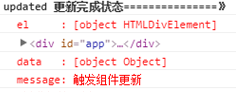 updated 更新完成状态===============》
el     : [object HTMLDivElement]
▶ <div id="app">…</div>
data   : [object Object]
message: 触发组件更新